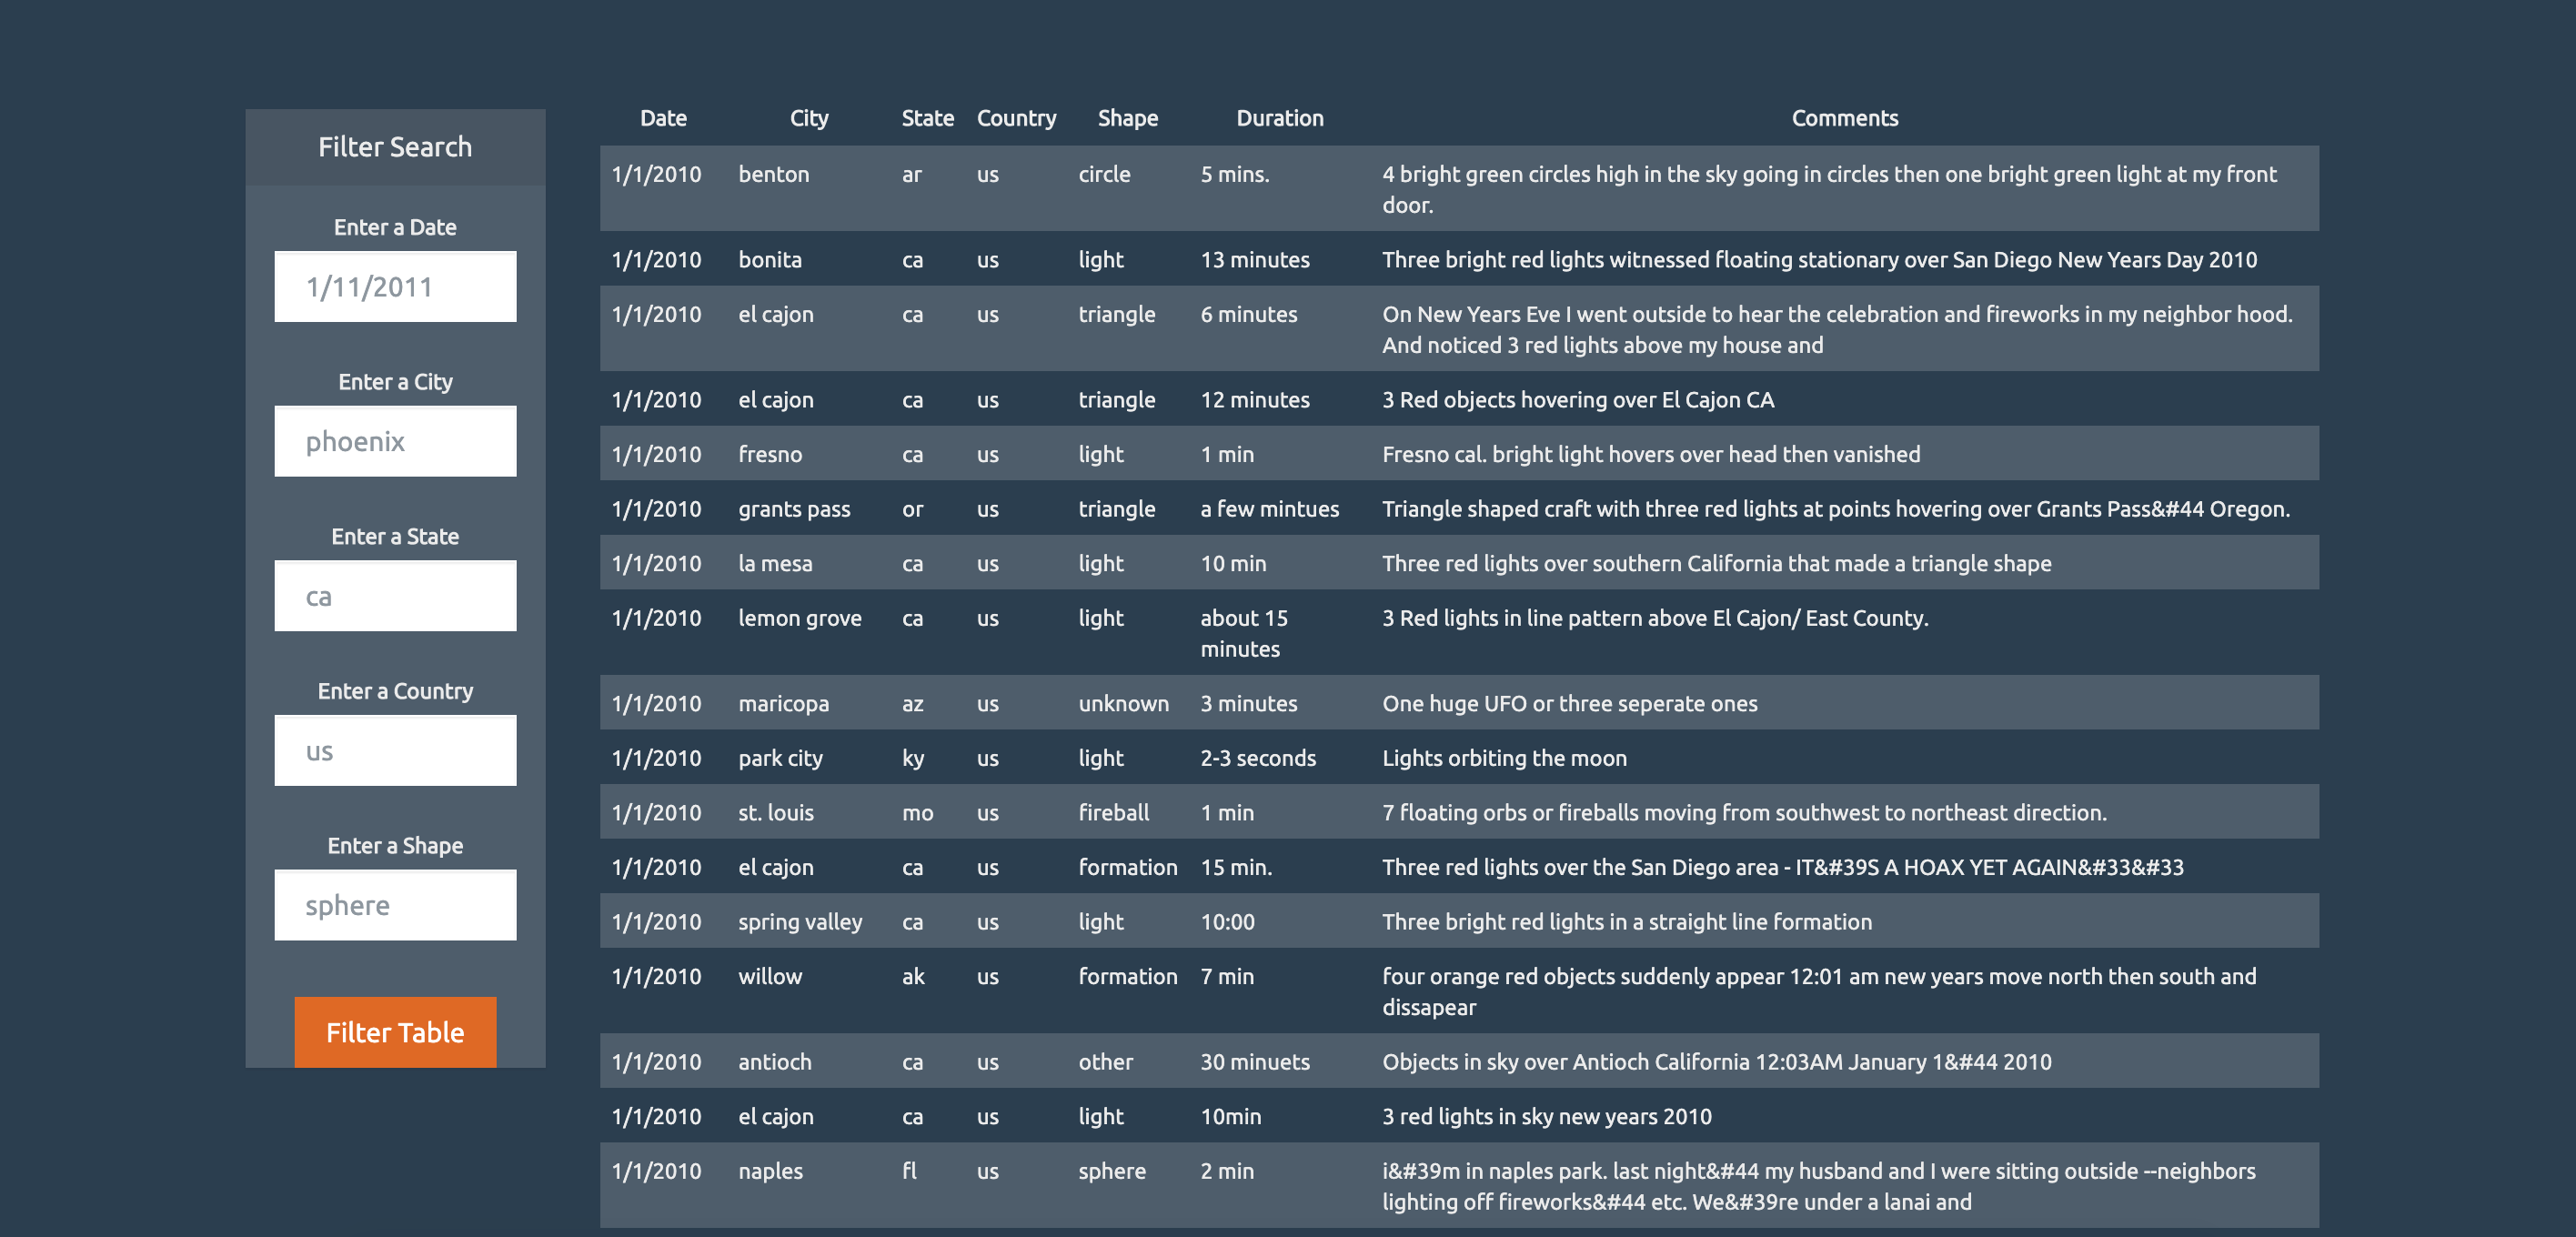 Filter Search
Enter a Date
1/11/2011
Enter a City
phoenix
Enter a State
ca
Enter a Country
us
Enter a Shape
sphere
Filter Table
Date City State Country Shape Duration Comments
1/1/2010 benton ar us circle 5 mins. 4 bright green circles high in the sky going in circles then one bright green light at my front
door.
1/1/2010 bonita ca us light 13 minutes Three bright red lights witnessed floating stationary over San Diego New Years Day 2010
1/1/2010 el cajon ca us triangle 6 minutes On New Years Eve I went outside to hear the celebration and fireworks in my neighbor hood.
And noticed 3 red lights above my house and
1/1/2010 el cajon ca us triangle 12 minutes 3 Red objects hovering over El Cajon CA
1/1/2010 fresno ca us light 1 min Fresno cal. bright light hovers over head then vanished
1/1/2010 grants pass or us triangle a few mintues Triangle shaped craft with three red lights at points hovering over Grants Pass&#44 Oregon.
1/1/2010 la mesa ca us light 10 min Three red lights over southern California that made a triangle shape
1/1/2010 lemon grove ca us light about 15 3 Red lights in line pattern above El Cajon/ East County.
minutes
1/1/2010 maricopa az us unknown 3 minutes One huge UFO or three seperate ones
1/1/2010 park city ky us light 2-3 seconds Lights orbiting the moon
1/1/2010 st. louis mo us fireball 1 min 7 floating orbs or fireballs moving from southwest to northeast direction.
1/1/2010 el cajon ca us formation 15 min. Three red lights over the San Diego area - IT&#39S A HOAX YET AGAIN&#33&#33
1/1/2010 spring valley ca us light 10:00 Three bright red lights in a straight line formation
1/1/2010 willow ak us formation 7 min four orange red objects suddenly appear 12:01 am new years move north then south and
dissapear
1/1/2010 antioch ca us other 30 minuets Objects in sky over Antioch California 12:03AM January 1&#44 2010
1/1/2010 el cajon ca us light 10min 3 red lights in sky new years 2010
1/1/2010 naples fl us sphere 2 min i&#39m in naples park. last night&#44 my husband and I were sitting outside --neighbors
lighting off fireworks&#44 etc. We&#39re under a lanai and